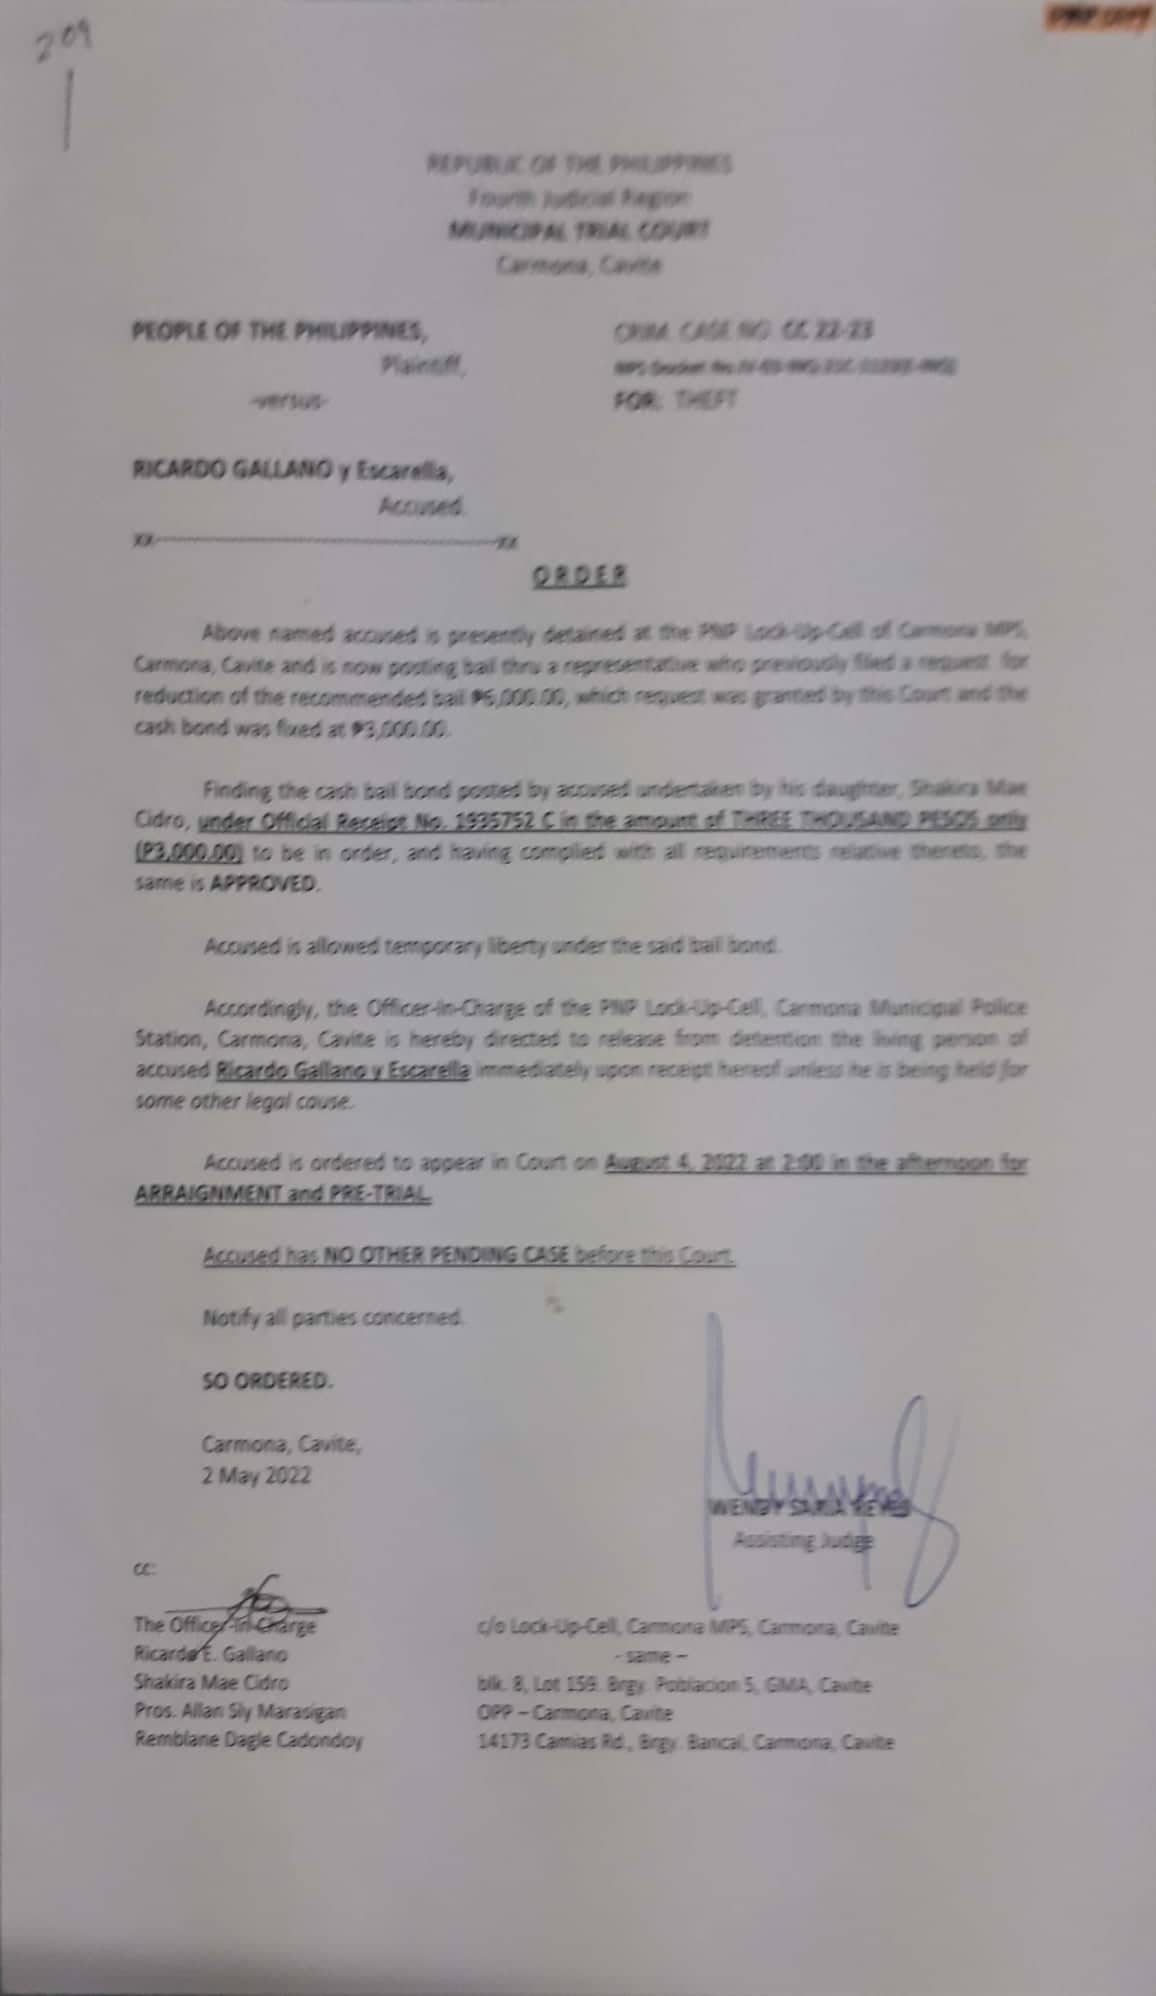 209
PNP copy
REPUBLIC OF THE PHILIPPINES
Fourth Judicial Region
MUNICIPAL TRIAL COURT
Carmona, Cavite
PEOPLE OF THE PHILIPPINES,
Plaintiff,
-versus-
CRIM. CASE NO. CC 22-23
FOR: THEFT
RICARDO GALLANO y Escarella,
Accused.
xx-----------------------------------------------xx
ORDER
Above named accused is presently detained at the PNP Lock-Up-Cell of Carmona MPS,
Carmona, Cavite and is now posting bail thru a representative who previously filed a request for
reduction of the recommended bail ₱6,000.00, which request was granted by this Court and the
cash bond was fixed at ₱3,000.00.
Finding the cash bail bond posted by accused undertaken by his daughter, Shakira Mae
Cidro, under Official Receipt No. 1935752 C in the amount of THREE THOUSAND PESOS only
(P3,000.00) to be in order, and having complied with all requirements relative thereto, the
same is APPROVED.
Accused is allowed temporary liberty under the said bail bond.
Accordingly, the Officer-In-Charge of the PNP Lock-Up-Cell, Carmona Municipal Police
Station, Carmona, Cavite is hereby directed to release from detention the living person of
accused Ricardo Gallano y Escarella immediately upon receipt hereof unless he is being held for
some other legal cause.
Accused is ordered to appear in Court on August 4, 2022 at 2:00 in the afternoon for
ARRAIGNMENT and PRE-TRIAL.
Accused has NO OTHER PENDING CASE before this Court.
Notify all parties concerned.
SO ORDERED.
Carmona, Cavite,
2 May 2022
WENDY SARIA REYES
Assisting Judge
cc:
The Officer-In-Charge c/o Lock-Up-Cell, Carmona MPS, Carmona, Cavite
Ricardo E. Gallano - same –
Shakira Mae Cidro blk. 8, Lot 159. Brgy. Poblacion 5, GMA, Cavite
Pros. Allan Sly Marasigan OPP – Carmona, Cavite
Remblane Dagle Cadondoy 14173 Camias Rd., Brgy. Bancal, Carmona, Cavite